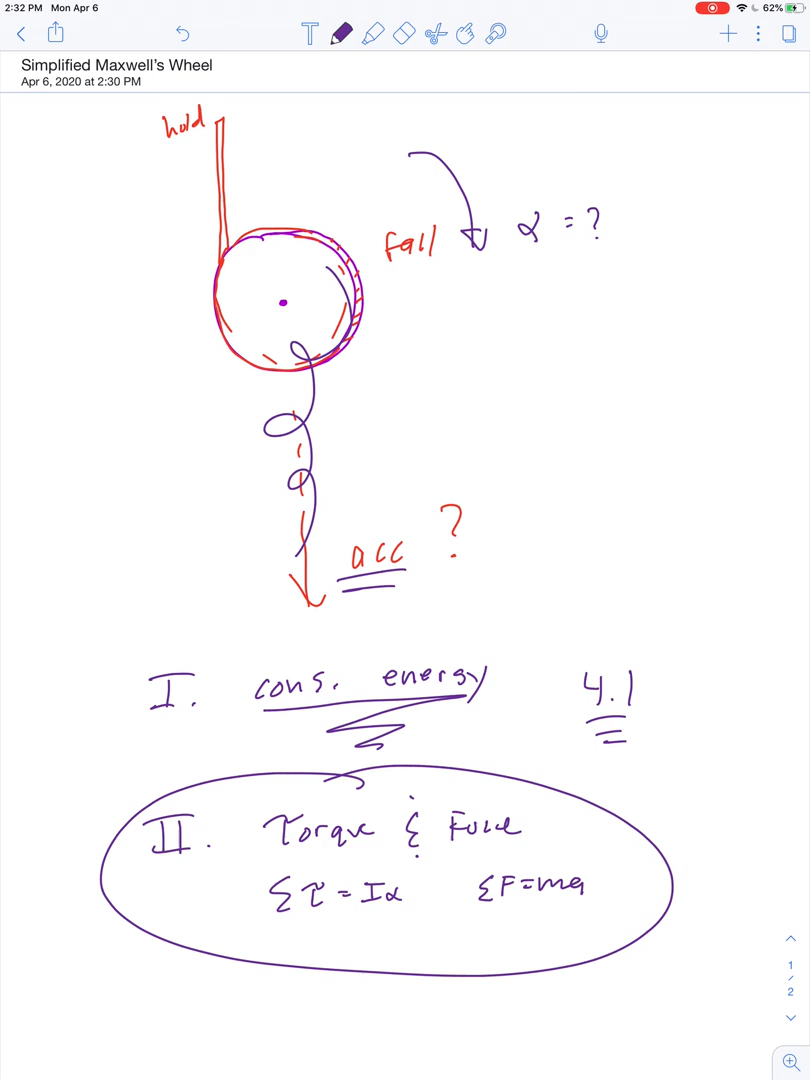 2:32 PM Mon Apr 6
62%
T
Simplified Maxwell's Wheel
Apr 6, 2020 at 2:30 PM
hold
fall
α = ?
acc ?
I. cons. energy 4.1
II. Torque & Force
Στ = Iα ΣF = ma
1
/
2